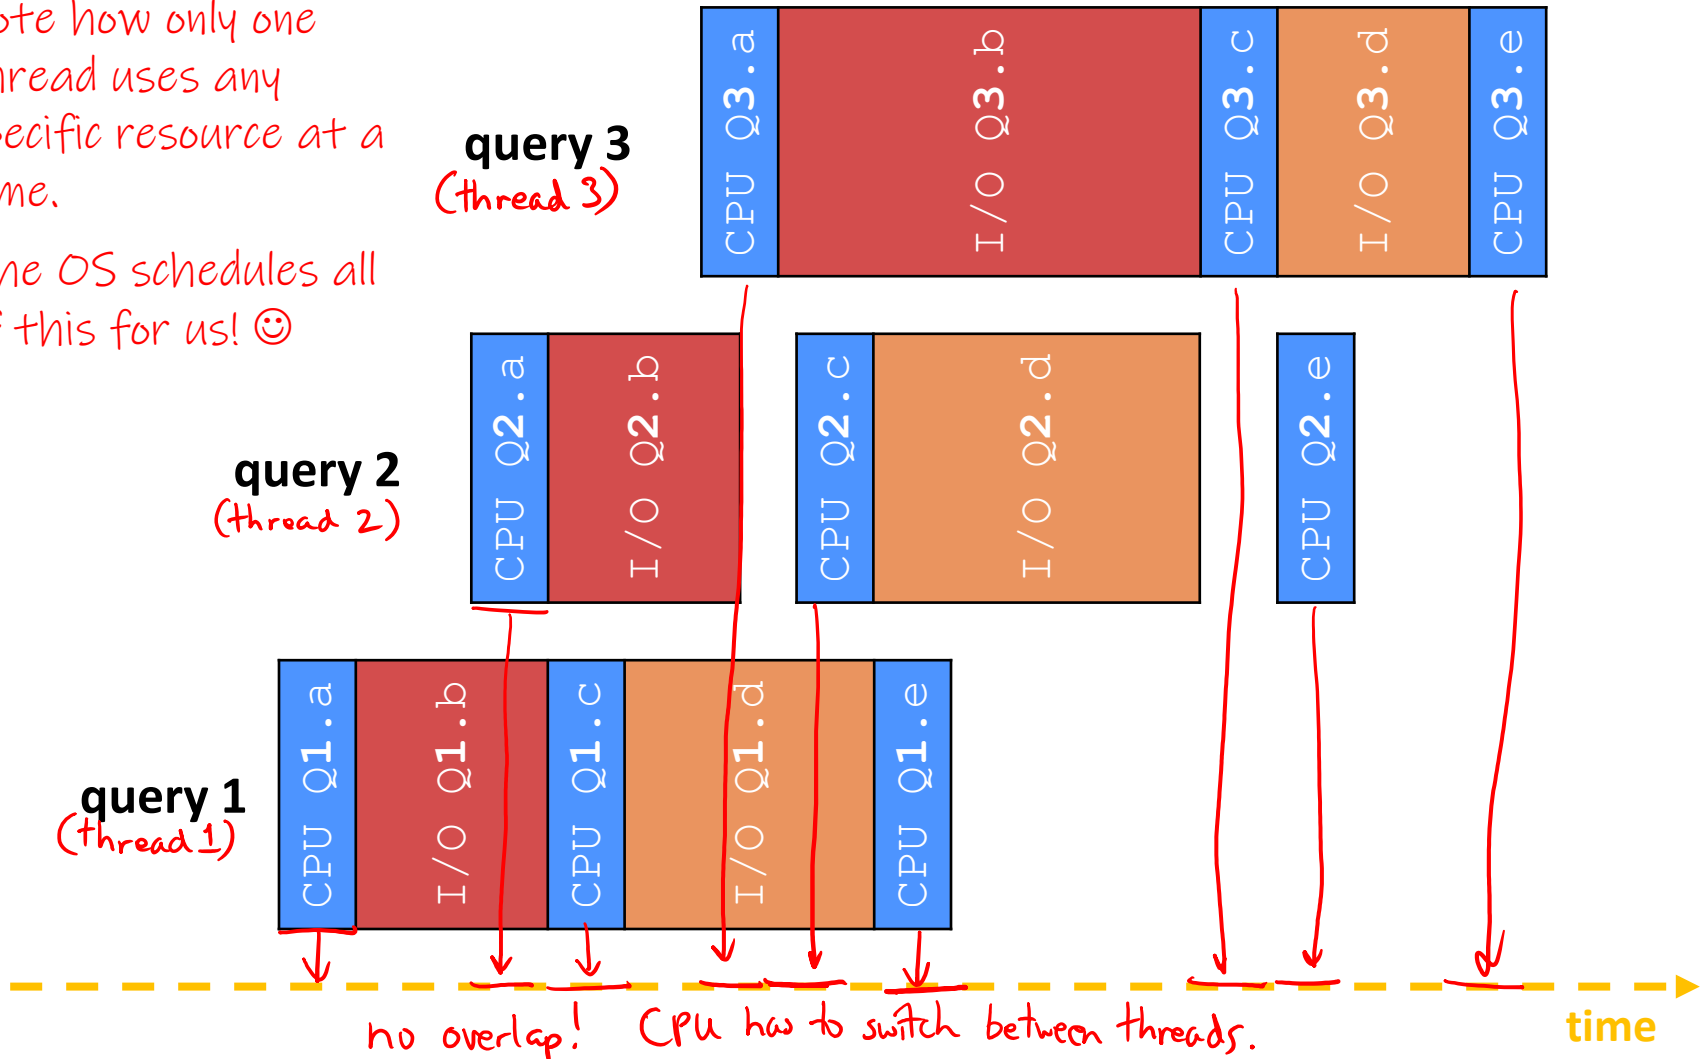 ote how only one
hread uses any
pecific resource at a
me.
he OS schedules all
f this for us! ☺
query 3
(thread 3)
CPU Q3.a
I/O Q3.b
CPU Q3.c
I/O Q3.d
CPU Q3.e
query 2
(thread 2)
CPU Q2.a
I/O Q2.b
CPU Q2.c
I/O Q2.d
CPU Q2.e
query 1
(thread 1)
CPU Q1.a
I/O Q1.b
CPU Q1.c
I/O Q1.d
CPU Q1.e
no overlap! CPU has to switch between threads.
time